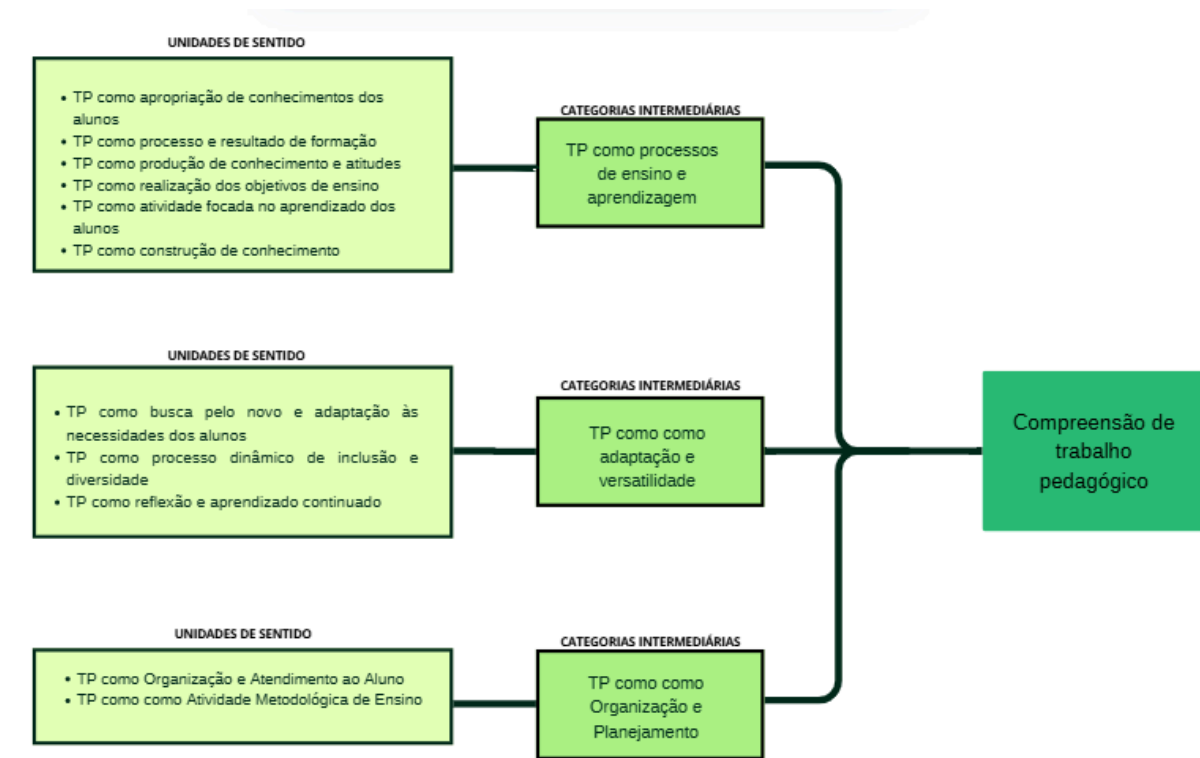 UNIDADES DE SENTIDO
• TP como apropriação de conhecimentos dos
alunos
• TP como processo e resultado de formação
• TP como produção de conhecimento e atitudes
• TP como realização dos objetivos de ensino
• TP como atividade focada no aprendizado dos
alunos
• TP como construção de conhecimento
CATEGORIAS INTERMEDIÁRIAS
TP como processos
de ensino e
aprendizagem
UNIDADES DE SENTIDO
• TP como busca pelo novo e adaptação às
necessidades dos alunos
• TP como processo dinâmico de inclusão e
diversidade
• TP como reflexão e aprendizado continuado
CATEGORIAS INTERMEDIÁRIAS
TP como como
adaptação e
versatilidade
UNIDADES DE SENTIDO
• TP como Organização e Atendimento ao Aluno
• TP como como Atividade Metodológica de Ensino
CATEGORIAS INTERMEDIÁRIAS
TP como como
Organização e
Planejamento
Compreensão de
trabalho
pedagógico